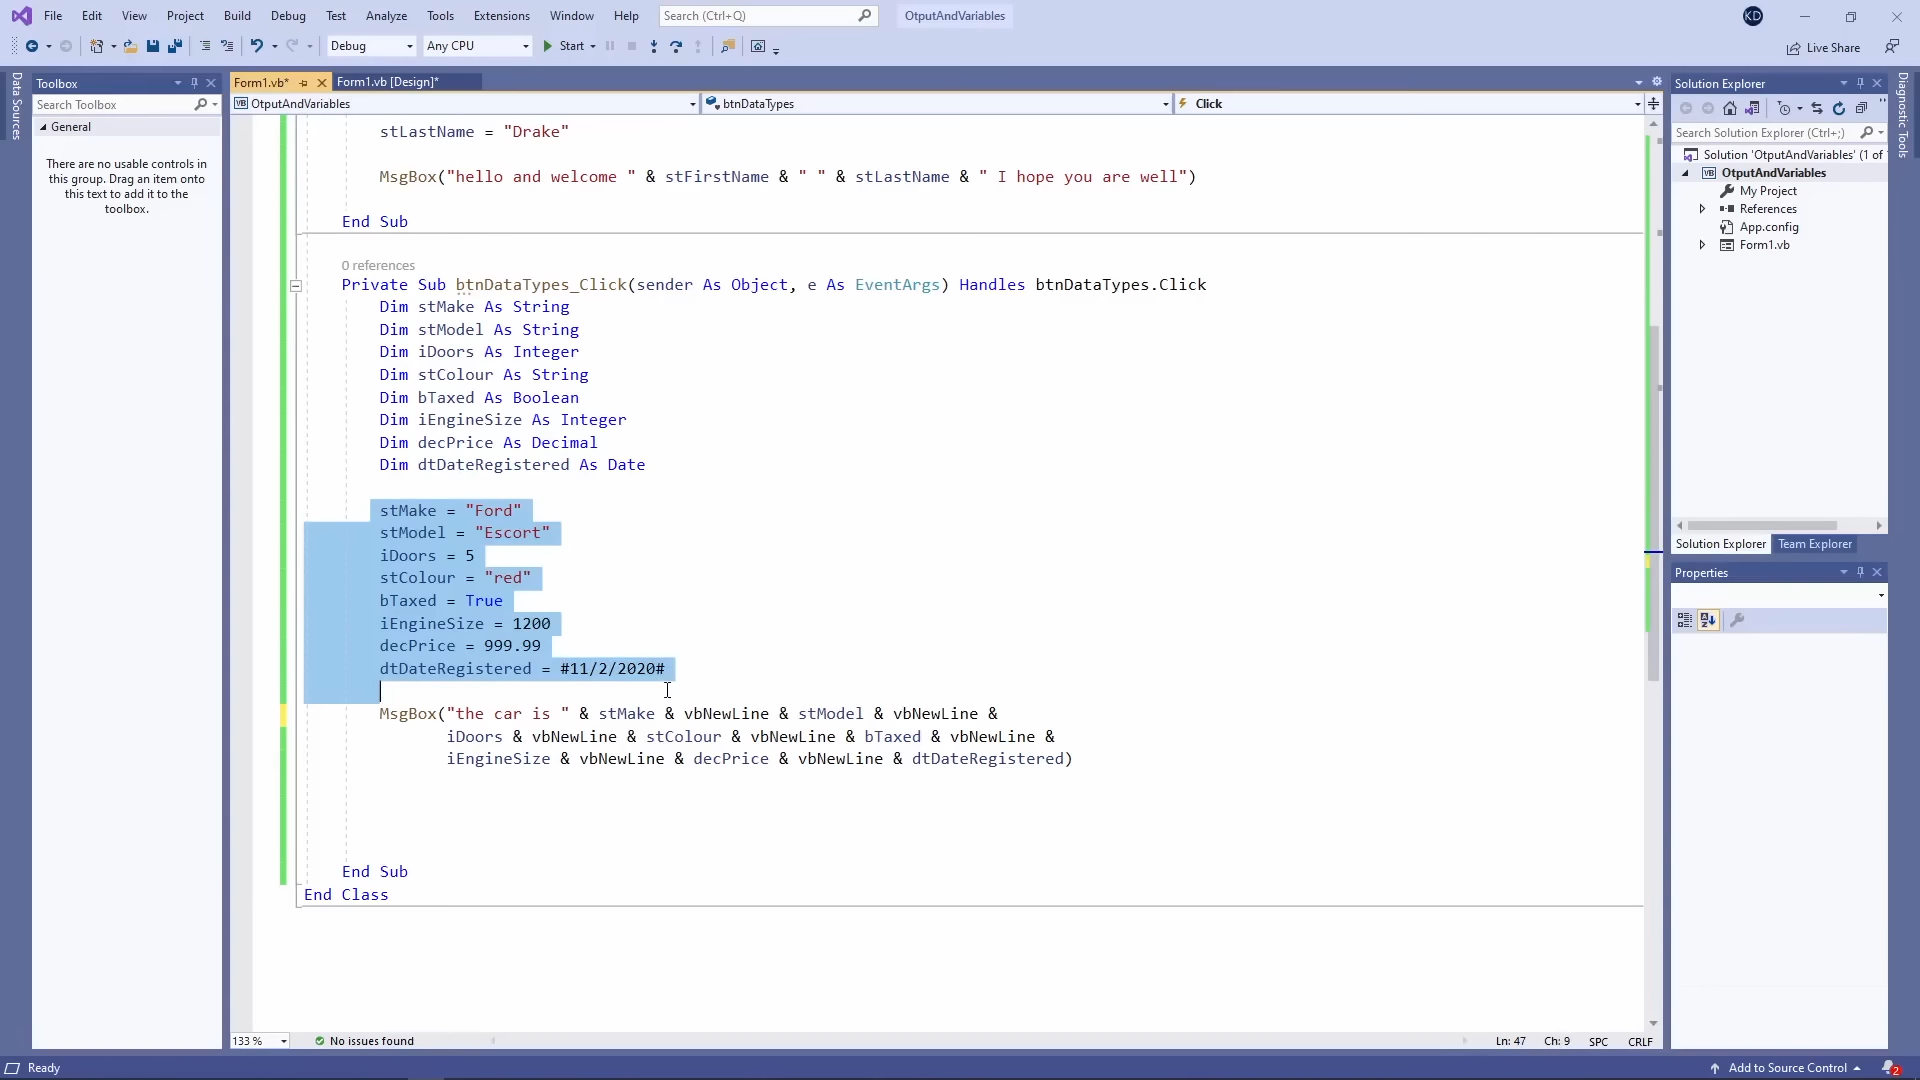 File Edit View Project Build Debug Test Analyze Tools Extensions Window Help Search (Ctrl+Q) OtputAndVariables KD
Debug Any CPU Start Live Share
Data Sources
Toolbox
Search Toolbox
General
There are no usable controls in
this group. Drag an item onto
this text to add it to the
toolbox.
Form1.vb* Form1.vb [Design]*
VB OtputAndVariables btnDataTypes Click
stLastName = "Drake"
MsgBox("hello and welcome " & stFirstName & " " & stLastName & " I hope you are well")
End Sub
0 references
Private Sub btnDataTypes_Click(sender As Object, e As EventArgs) Handles btnDataTypes.Click
Dim stMake As String
Dim stModel As String
Dim iDoors As Integer
Dim stColour As String
Dim bTaxed As Boolean
Dim iEngineSize As Integer
Dim decPrice As Decimal
Dim dtDateRegistered As Date
stMake = "Ford"
stModel = "Escort"
iDoors = 5
stColour = "red"
bTaxed = True
iEngineSize = 1200
decPrice = 999.99
dtDateRegistered = #11/2/2020#
MsgBox("the car is " & stMake & vbNewLine & stModel & vbNewLine &
iDoors & vbNewLine & stColour & vbNewLine & bTaxed & vbNewLine &
iEngineSize & vbNewLine & decPrice & vbNewLine & dtDateRegistered)
End Sub
End Class
133 % No issues found Ln: 47 Ch: 9 SPC CRLF
Solution Explorer
Search Solution Explorer (Ctrl+;)
Solution 'OtputAndVariables' (1 of
VB OtputAndVariables
My Project
References
App.config
Form1.vb
Solution Explorer Team Explorer
Properties
Diagnostic Tools
Ready Add to Source Control 2